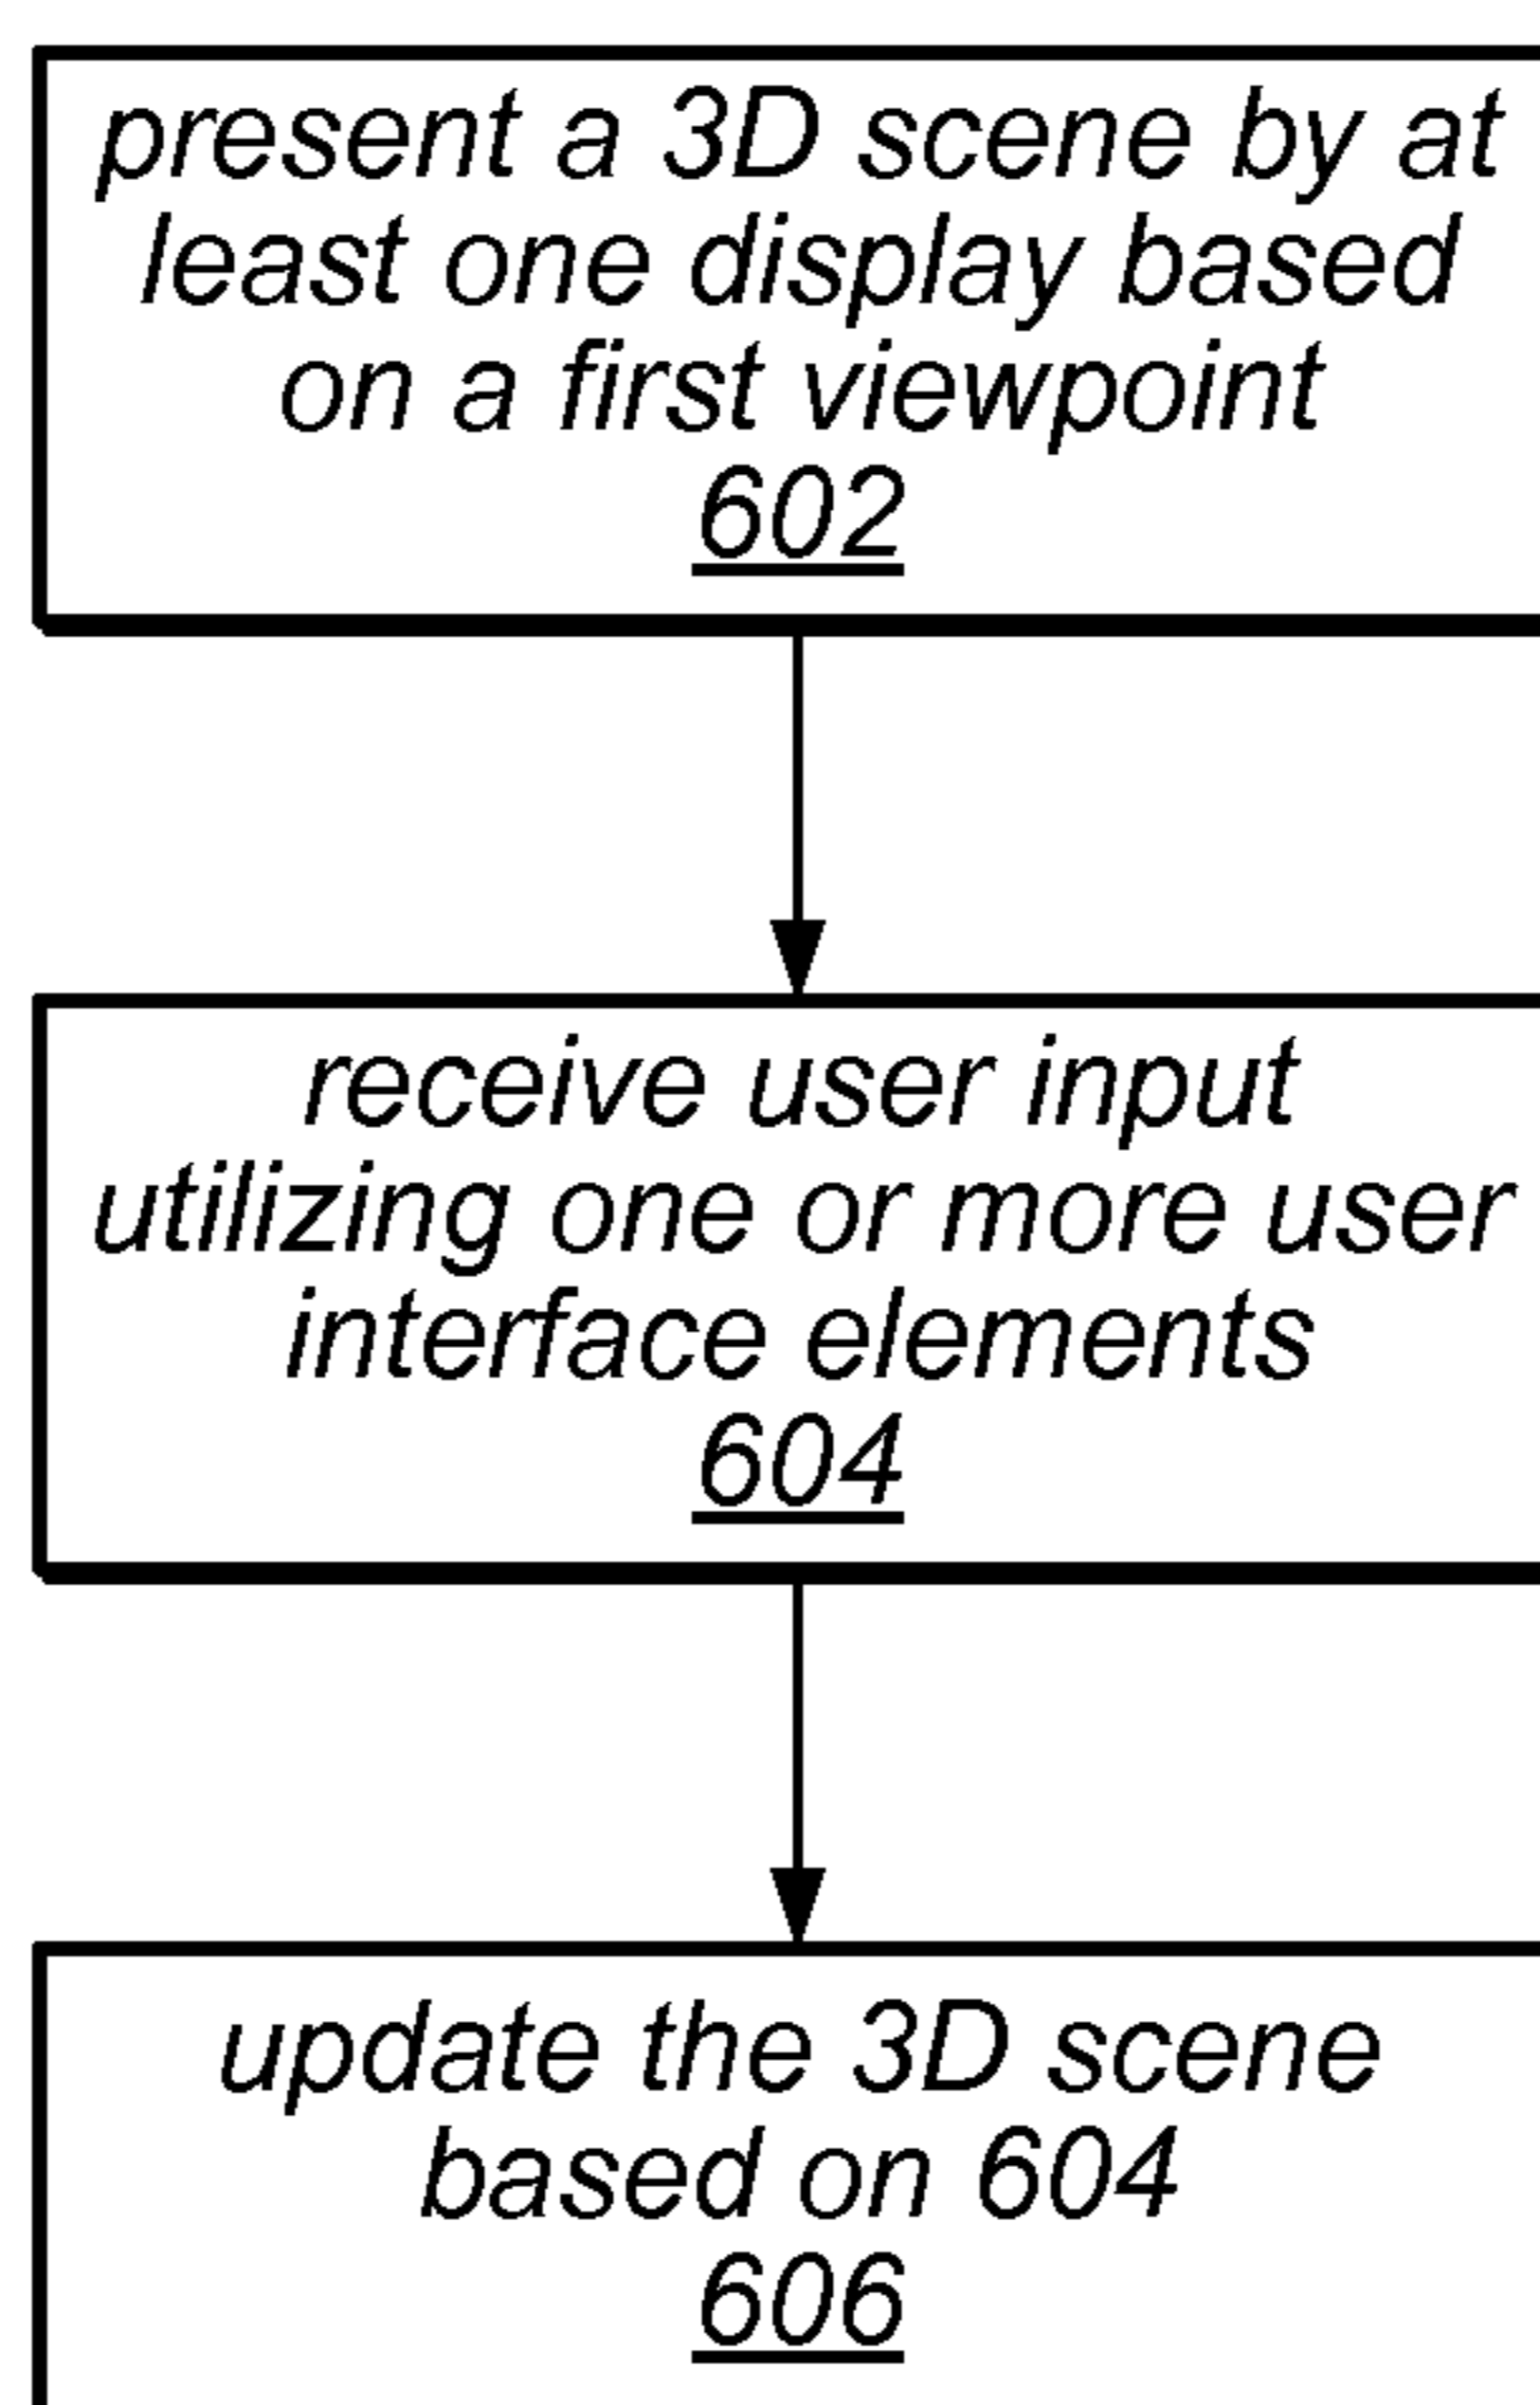 present a 3D scene by at
least one display based
on a first viewpoint
602
receive user input
utilizing one or more user
interface elements
604
update the 3D scene
based on 604
606